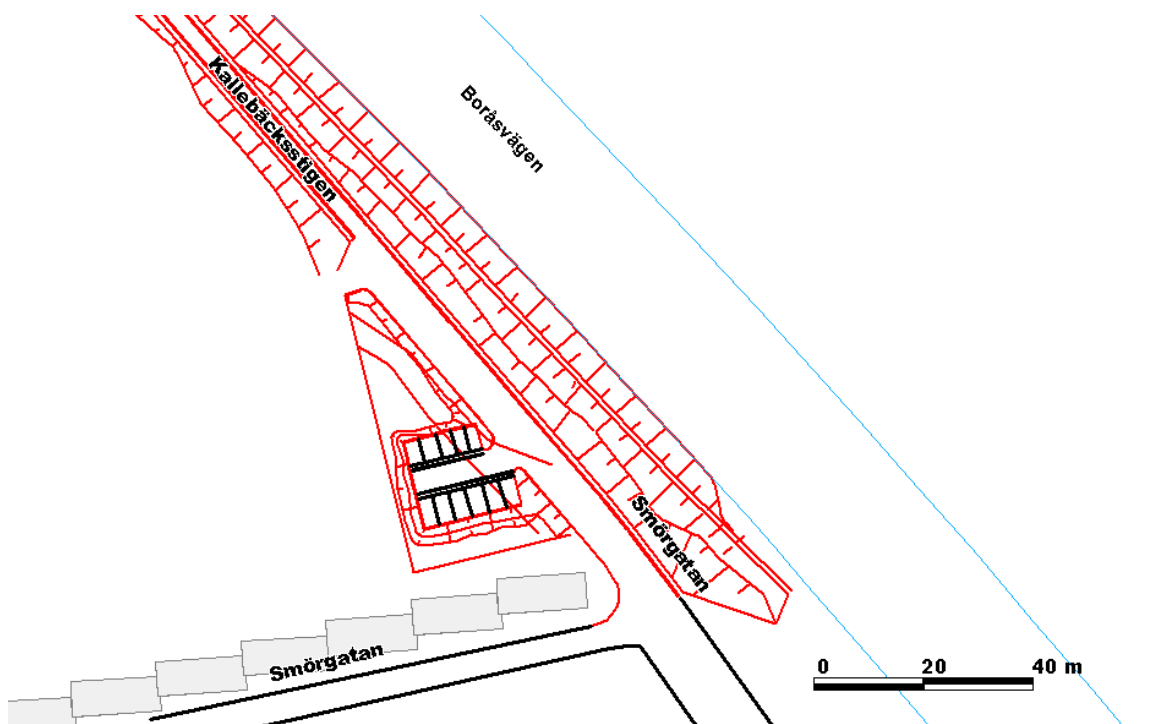 Kallebäcksstigen
Boråsvägen
Smörgatan
Smörgatan
0 20 40 m